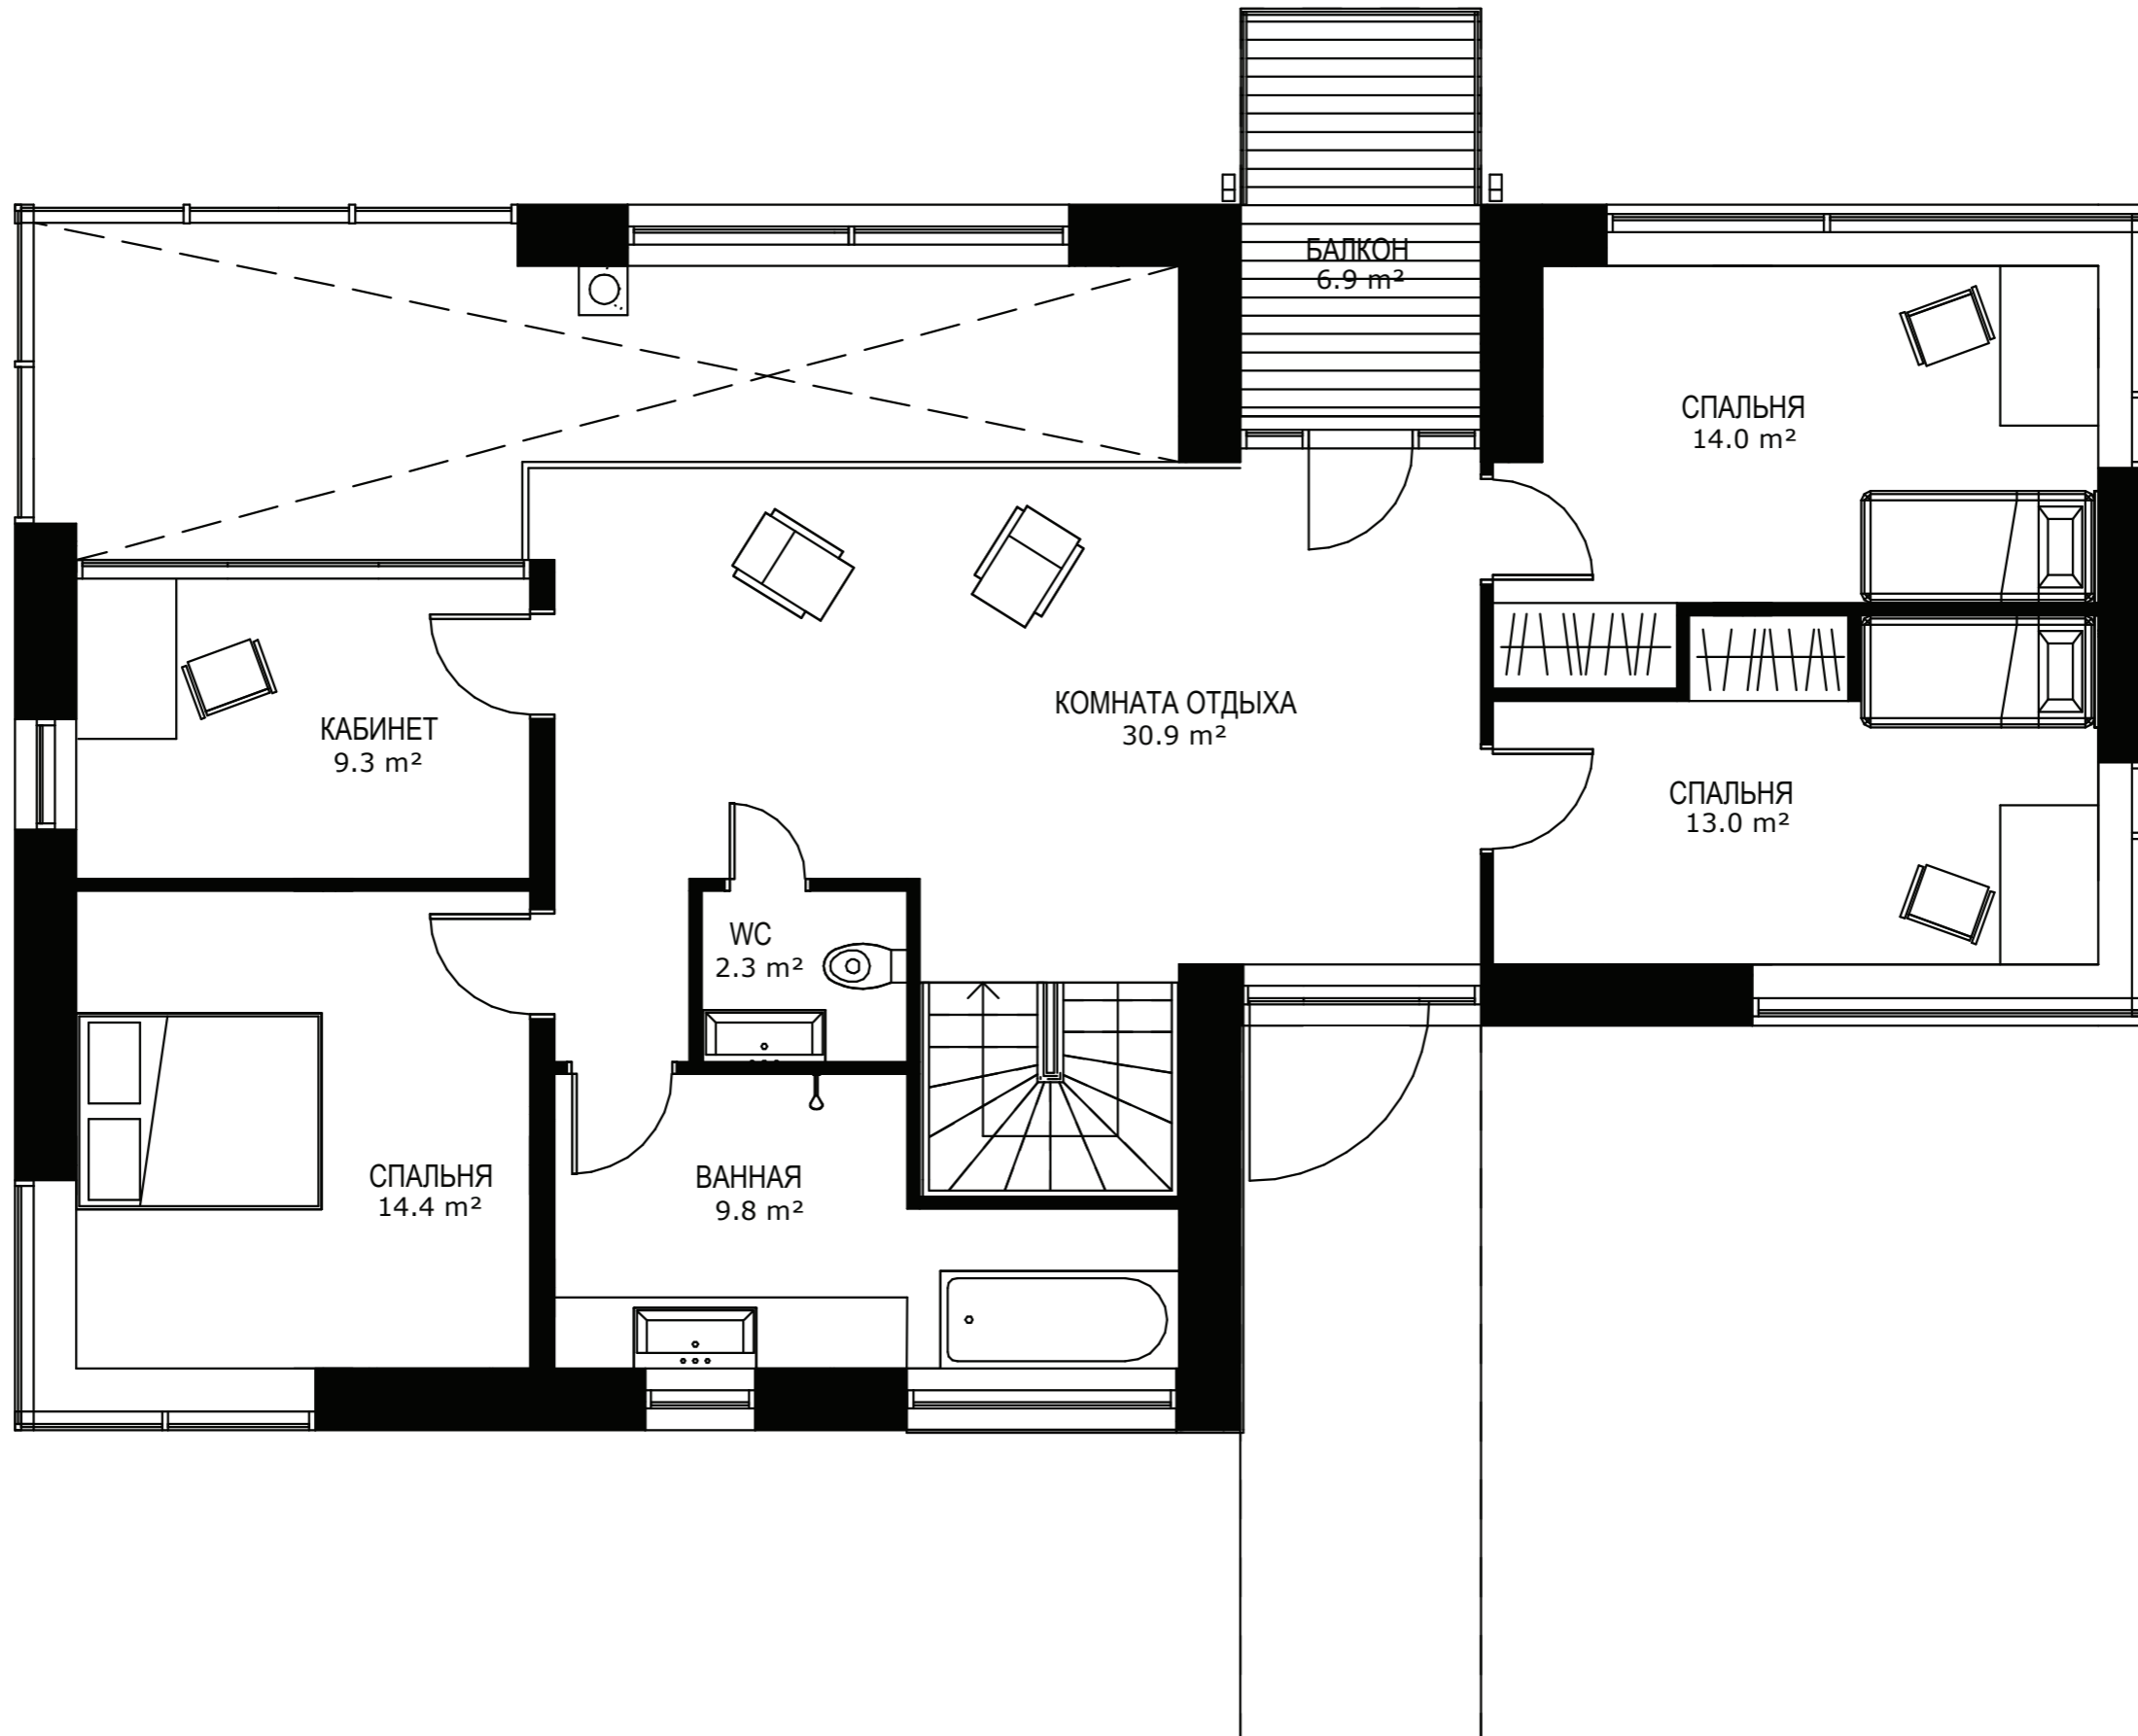 БАЛКОН
6.9 m²
СПАЛЬНЯ
14.0 m²
КОМНАТА ОТДЫХА
30.9 m²
КАБИНЕТ
9.3 m²
СПАЛЬНЯ
13.0 m²
WC
2.3 m²
СПАЛЬНЯ
14.4 m²
ВАННАЯ
9.8 m²